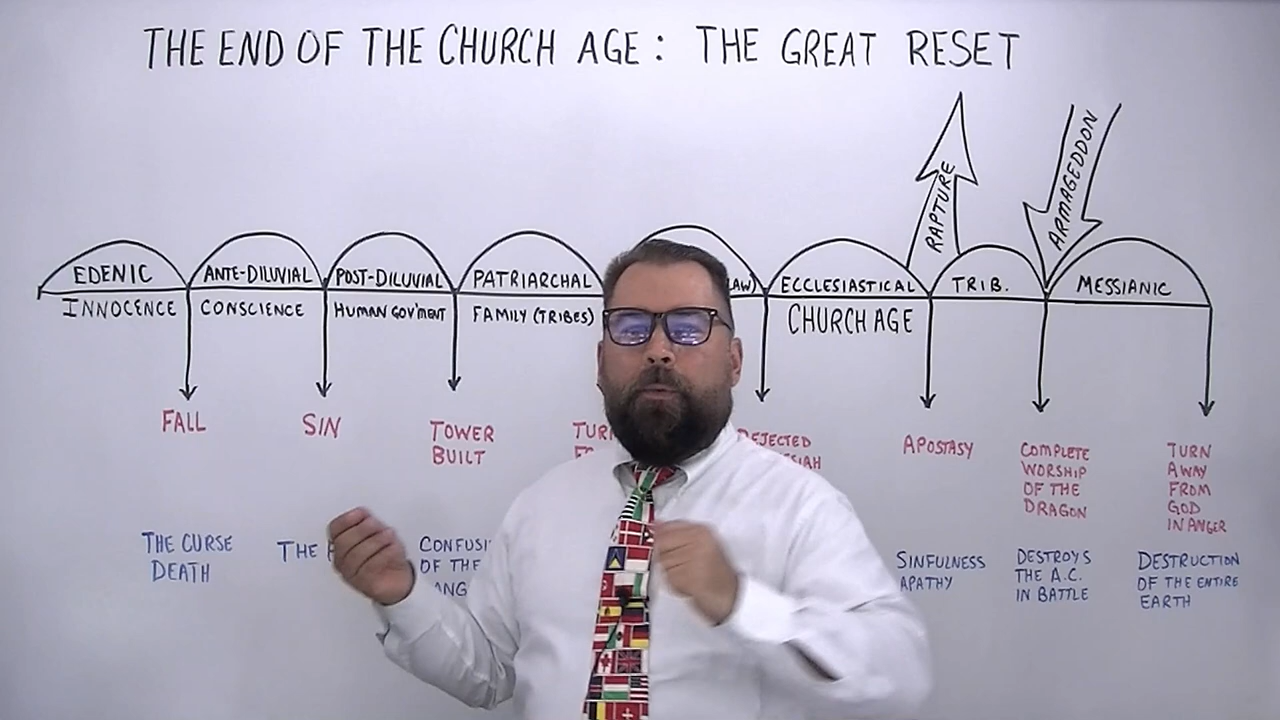 THE END OF THE CHURCH AGE: THE GREAT RESET
RAPTURE
ARMAGEDDON
EDENIC
ANTE-DILUVIAL
POST-DILUVIAL
PATRIARCHAL
LAW)
ECCLESIASTICAL
TRIB.
MESSIANIC
INNOCENCE
CONSCIENCE
HUMAN GOV'MENT
FAMILY (TRIBES)
CHURCH AGE
FALL
SIN
TOWER
BUILT
REJECTED
APOSTASY
COMPLETE
WORSHIP
OF THE
DRAGON
TURN
AWAY
FROM
GOD
IN ANGER
THE CURSE
DEATH
THE
OF THE
SINFULNESS
APATHY
DESTROYS
THE A.C.
IN BATTLE
DESTRUCTION
OF THE ENTIRE
EARTH